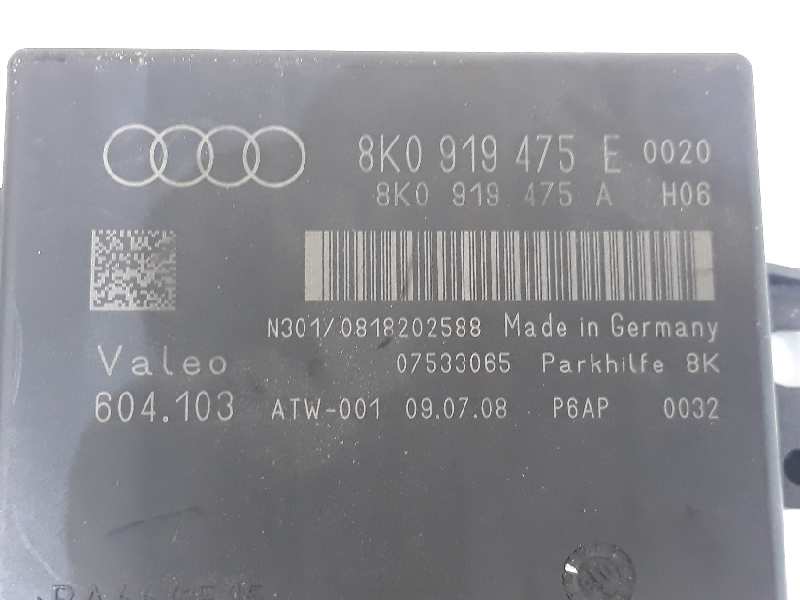 8K0 919 475 E 0020
8K0 919 475 A H06
N301/0818202588 Made in Germany
Valeo 07533065 Parkhilfe 8K
604.103 ATW-001 09.07.08 P6AP 0032